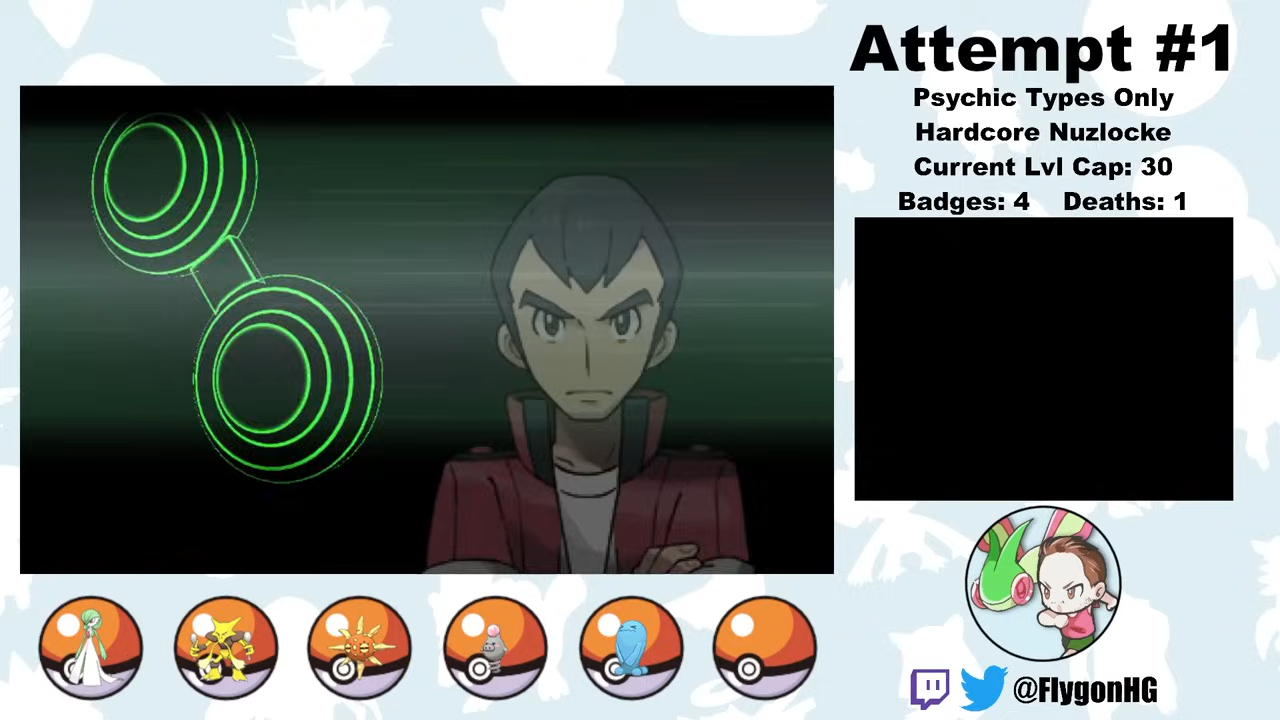 Attempt #1
Psychic Types Only
Hardcore Nuzlocke
Current Lvl Cap: 30
Badges: 4 Deaths: 1
@FlygonHG